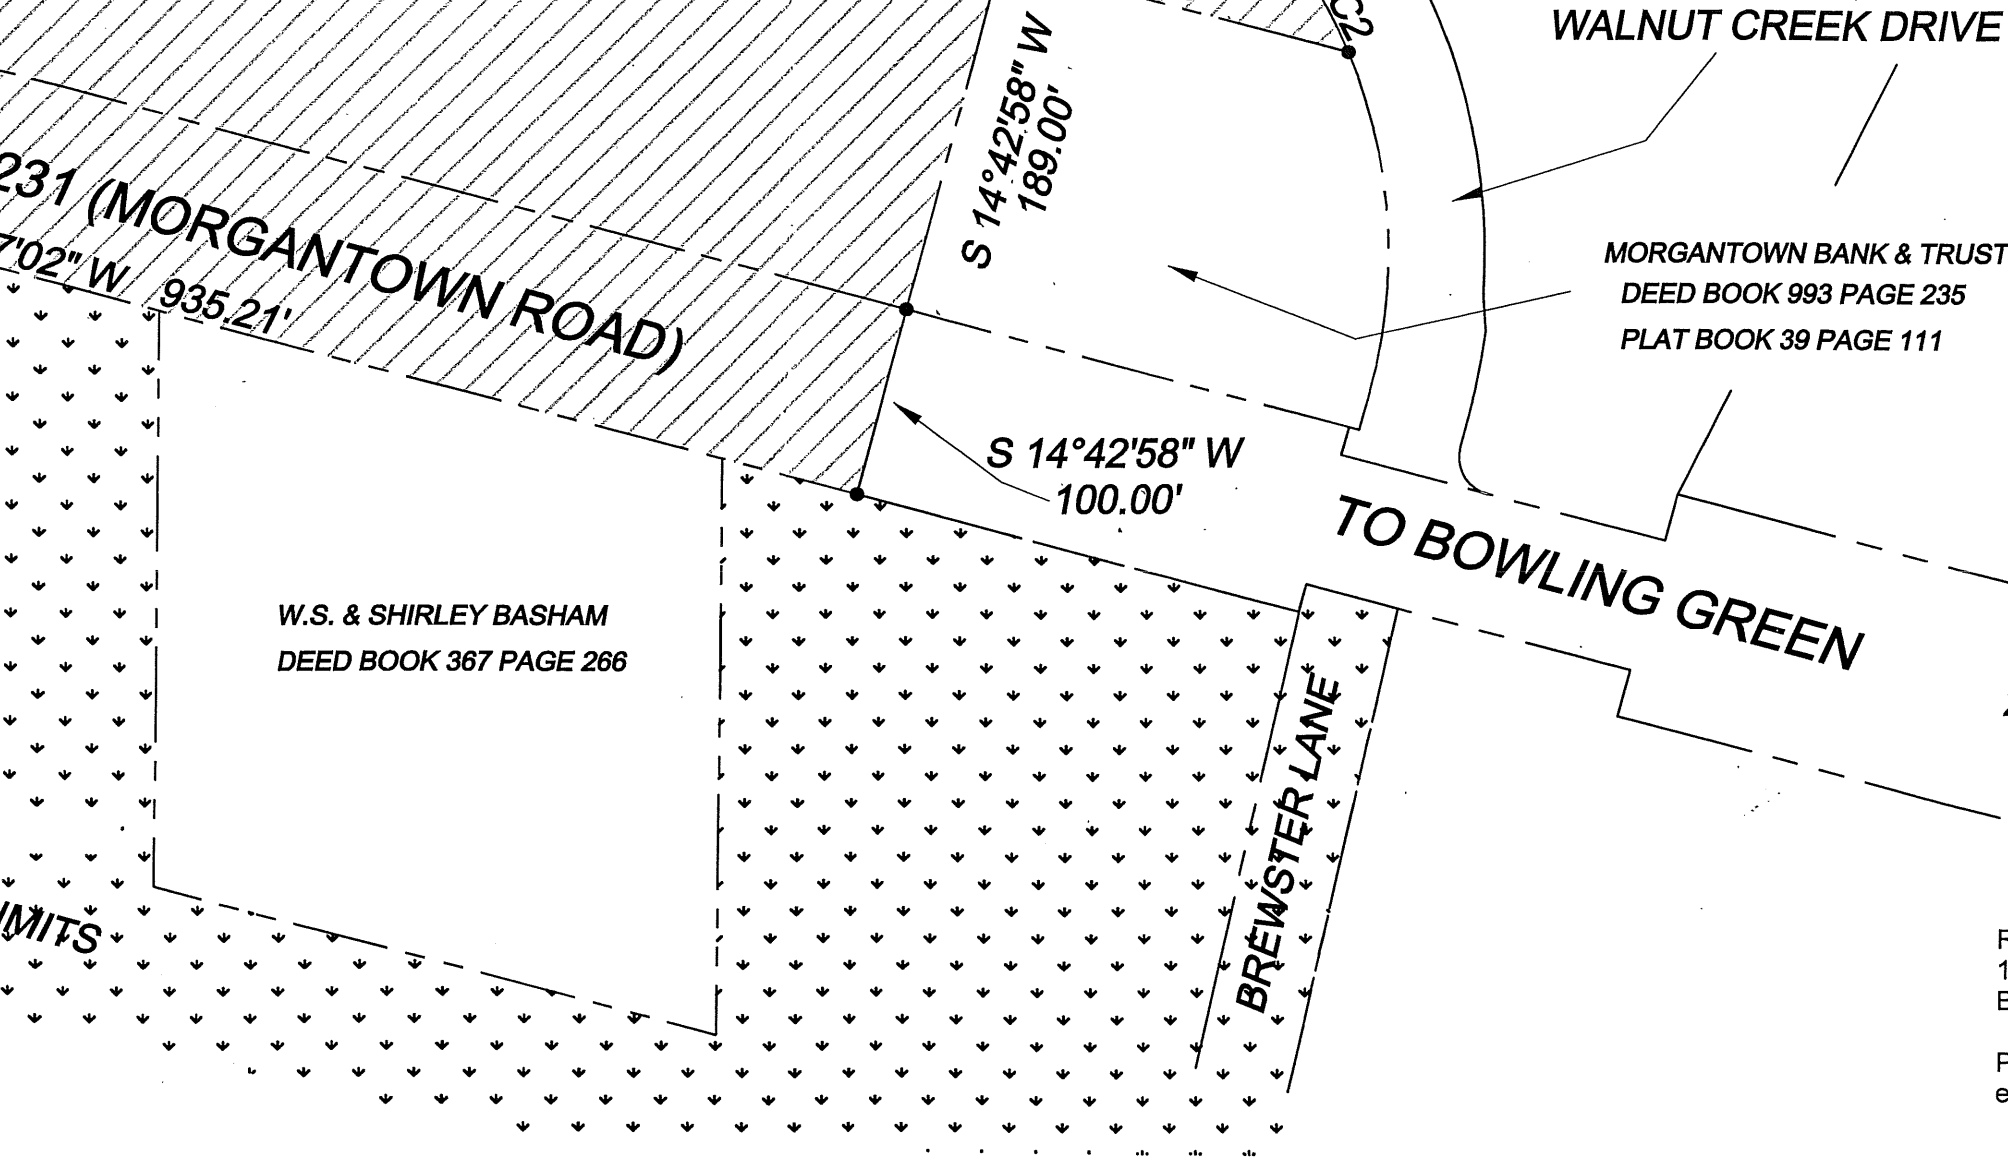 C2
WALNUT CREEK DRIVE
S 14°42'58" W
189.00'
231 (MORGANTOWN ROAD)
7'02" W 935.21'
MORGANTOWN BANK & TRUST
DEED BOOK 993 PAGE 235
PLAT BOOK 39 PAGE 111
S 14°42'58" W
100.00'
TO BOWLING GREEN
W.S. & SHIRLEY BASHAM
DEED BOOK 367 PAGE 266
BREWSTER LANE
IMITS